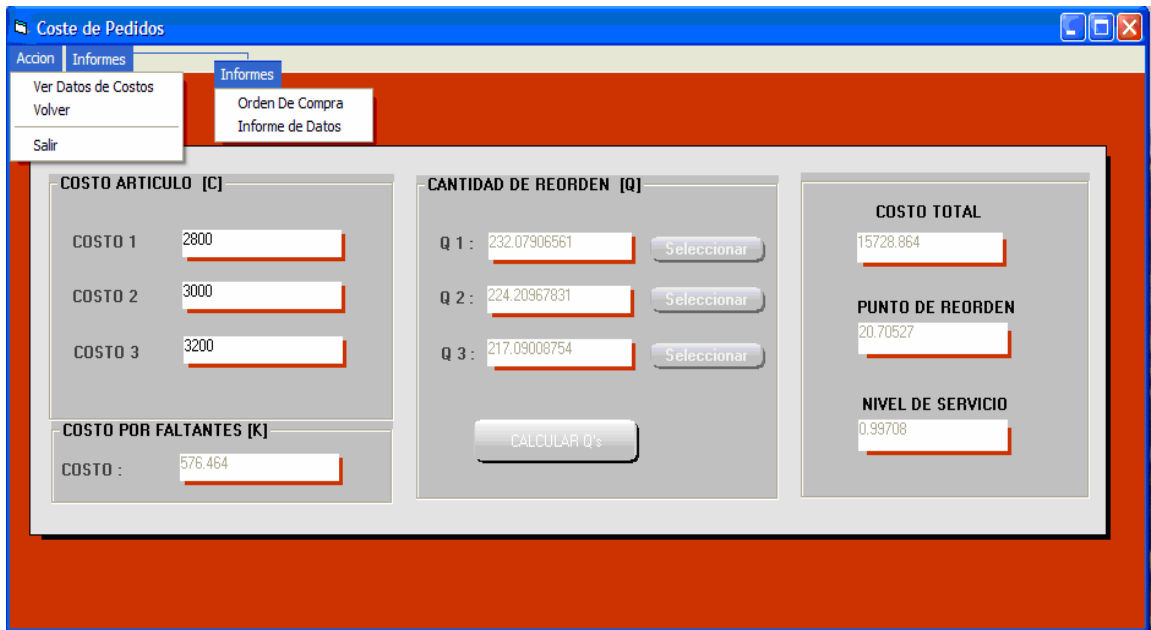 Coste de Pedidos
Accion Informes
Ver Datos de Costos
Volver
Salir
Informes
Orden De Compra
Informe de Datos
COSTO ARTICULO [C]
COSTO 1 2800
COSTO 2 3000
COSTO 3 3200
COSTO POR FALTANTES [K]
COSTO : 576.464
CANTIDAD DE REORDEN [Q]
Q 1 : 232.07906561 Seleccionar
Q 2 : 224.20967831 Seleccionar
Q 3 : 217.09008754 Seleccionar
CALCULAR Q's
COSTO TOTAL
15728.864
PUNTO DE REORDEN
20.70527
NIVEL DE SERVICIO
0.99708